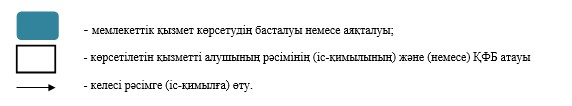 - мемлекеттік қызмет көрсетудің басталуы немесе аяқталуы;
- көрсетілетін қызметті алушының рәсімінің (іс-қимылының) және (немесе) ҚФБ атауы
- келесі рәсімге (іс-қимылға) өту.